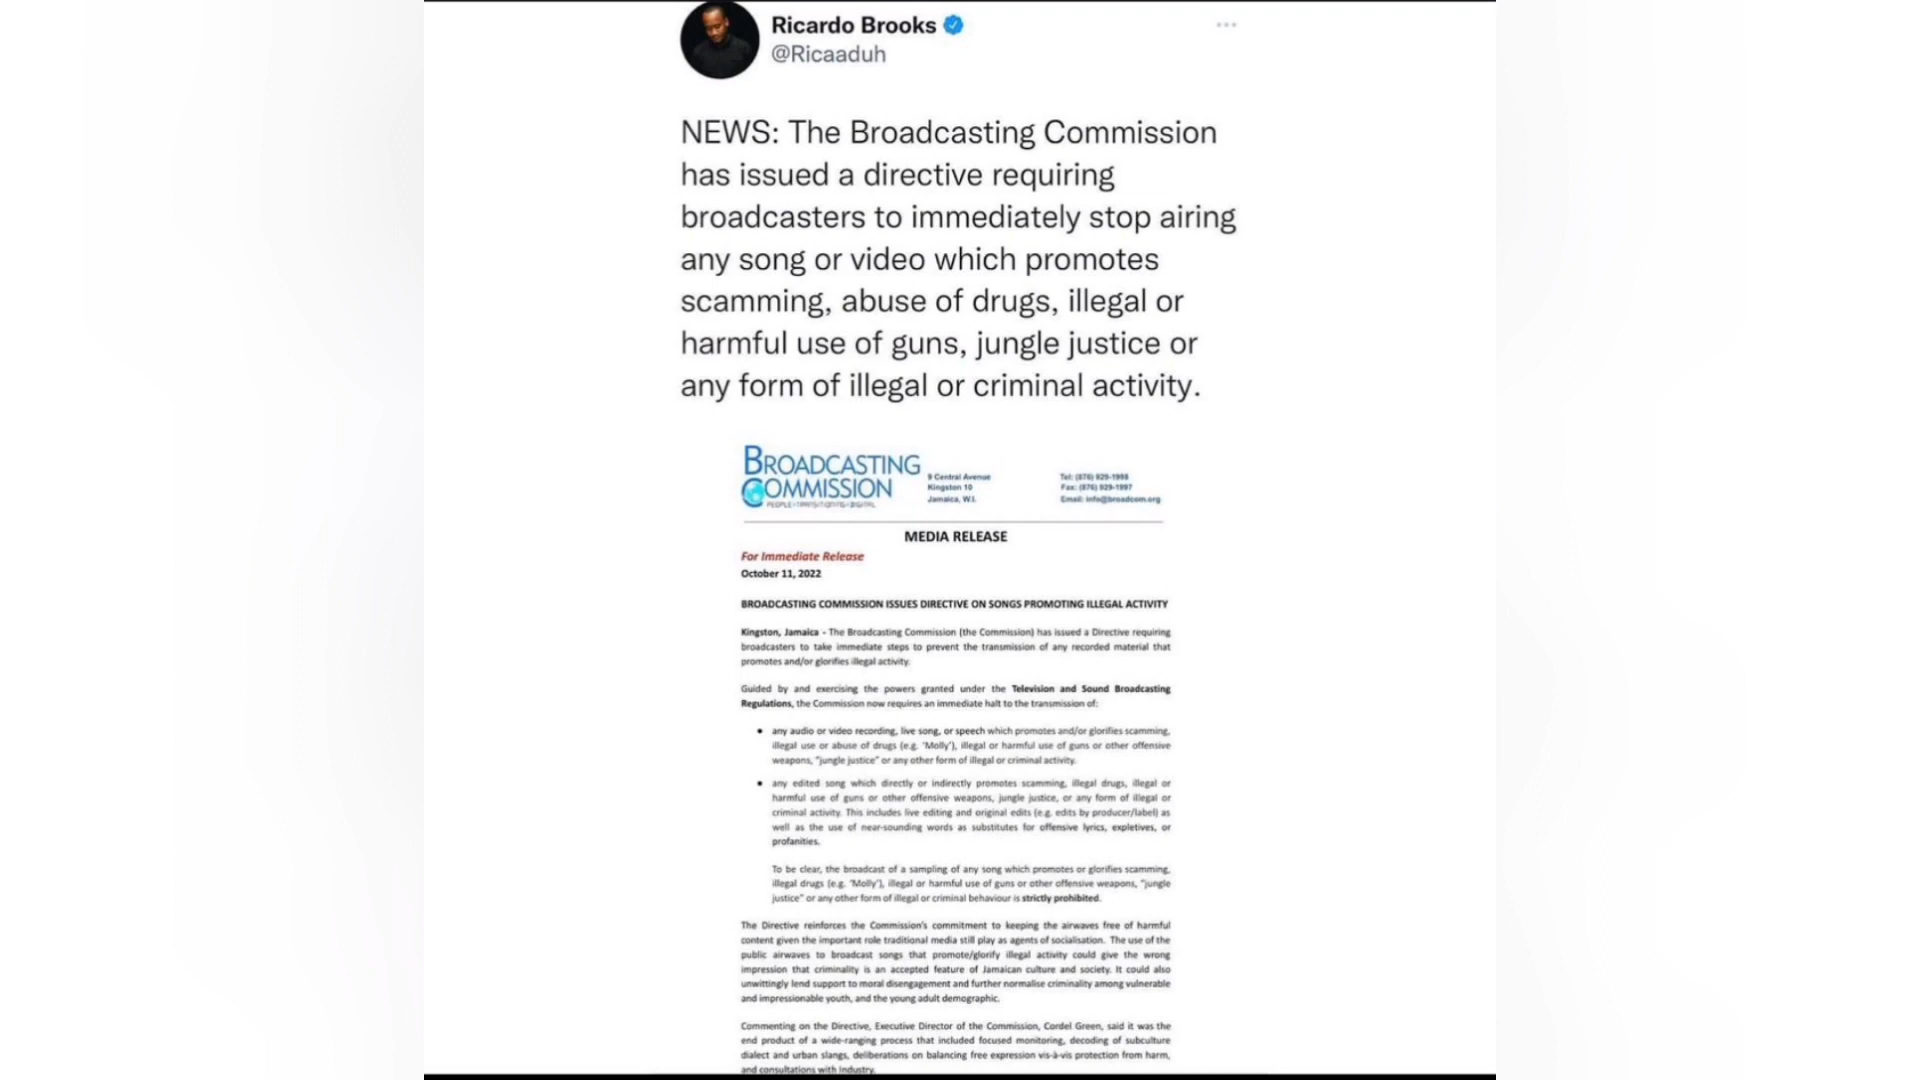 Ricardo Brooks
@Ricaaduh
NEWS: The Broadcasting Commission
has issued a directive requiring
broadcasters to immediately stop airing
any song or video which promotes
scamming, abuse of drugs, illegal or
harmful use of guns, jungle justice or
any form of illegal or criminal activity.
BROADCASTING
COMMISSION
PEOPLE•TRANSITIONING•DIGITAL
9 Central Avenue
Kingston 10
Jamaica, W.I.
Tel: (876) 929-1998
Fax: (876) 929-1997
Email: info@broadcom.org
MEDIA RELEASE
For Immediate Release
October 11, 2022
BROADCASTING COMMISSION ISSUES DIRECTIVE ON SONGS PROMOTING ILLEGAL ACTIVITY
Kingston, Jamaica - The Broadcasting Commission (the Commission) has issued a Directive requiring
broadcasters to take immediate steps to prevent the transmission of any recorded material that
promotes and/or glorifies illegal activity.
Guided by and exercising the powers granted under the Television and Sound Broadcasting
Regulations, the Commission now requires an immediate halt to the transmission of:
• any audio or video recording, live song, or speech which promotes and/or glorifies scamming,
illegal use or abuse of drugs (e.g. 'Molly'), illegal or harmful use of guns or other offensive
weapons, "jungle justice" or any other form of illegal or criminal activity.
• any edited song which directly or indirectly promotes scamming, illegal drugs, illegal or
harmful use of guns or other offensive weapons, jungle justice, or any form of illegal or
criminal activity. This includes live editing and original edits (e.g. edits by producer/label) as
well as the use of near-sounding words as substitutes for offensive lyrics, expletives, or
profanities.
To be clear, the broadcast of a sampling of any song which promotes or glorifies scamming,
illegal drugs (e.g. 'Molly'), illegal or harmful use of guns or other offensive weapons, "jungle
justice" or any other form of illegal or criminal behaviour is strictly prohibited.
The Directive reinforces the Commission's commitment to keeping the airwaves free of harmful
content given the important role traditional media still play as agents of socialisation. The use of the
public airwaves to broadcast songs that promote/glorify illegal activity could give the wrong
impression that criminality is an accepted feature of Jamaican culture and society. It could also
unwittingly lend support to moral disengagement and further normalise criminality among vulnerable
and impressionable youth, and the young adult demographic.
Commenting on the Directive, Executive Director of the Commission, Cordel Green, said it was the
end product of a wide-ranging process that included focused monitoring, decoding of subculture
dialect and urban slangs, deliberations on balancing free expression vis-à-vis protection from harm,
and consultations with Industry.